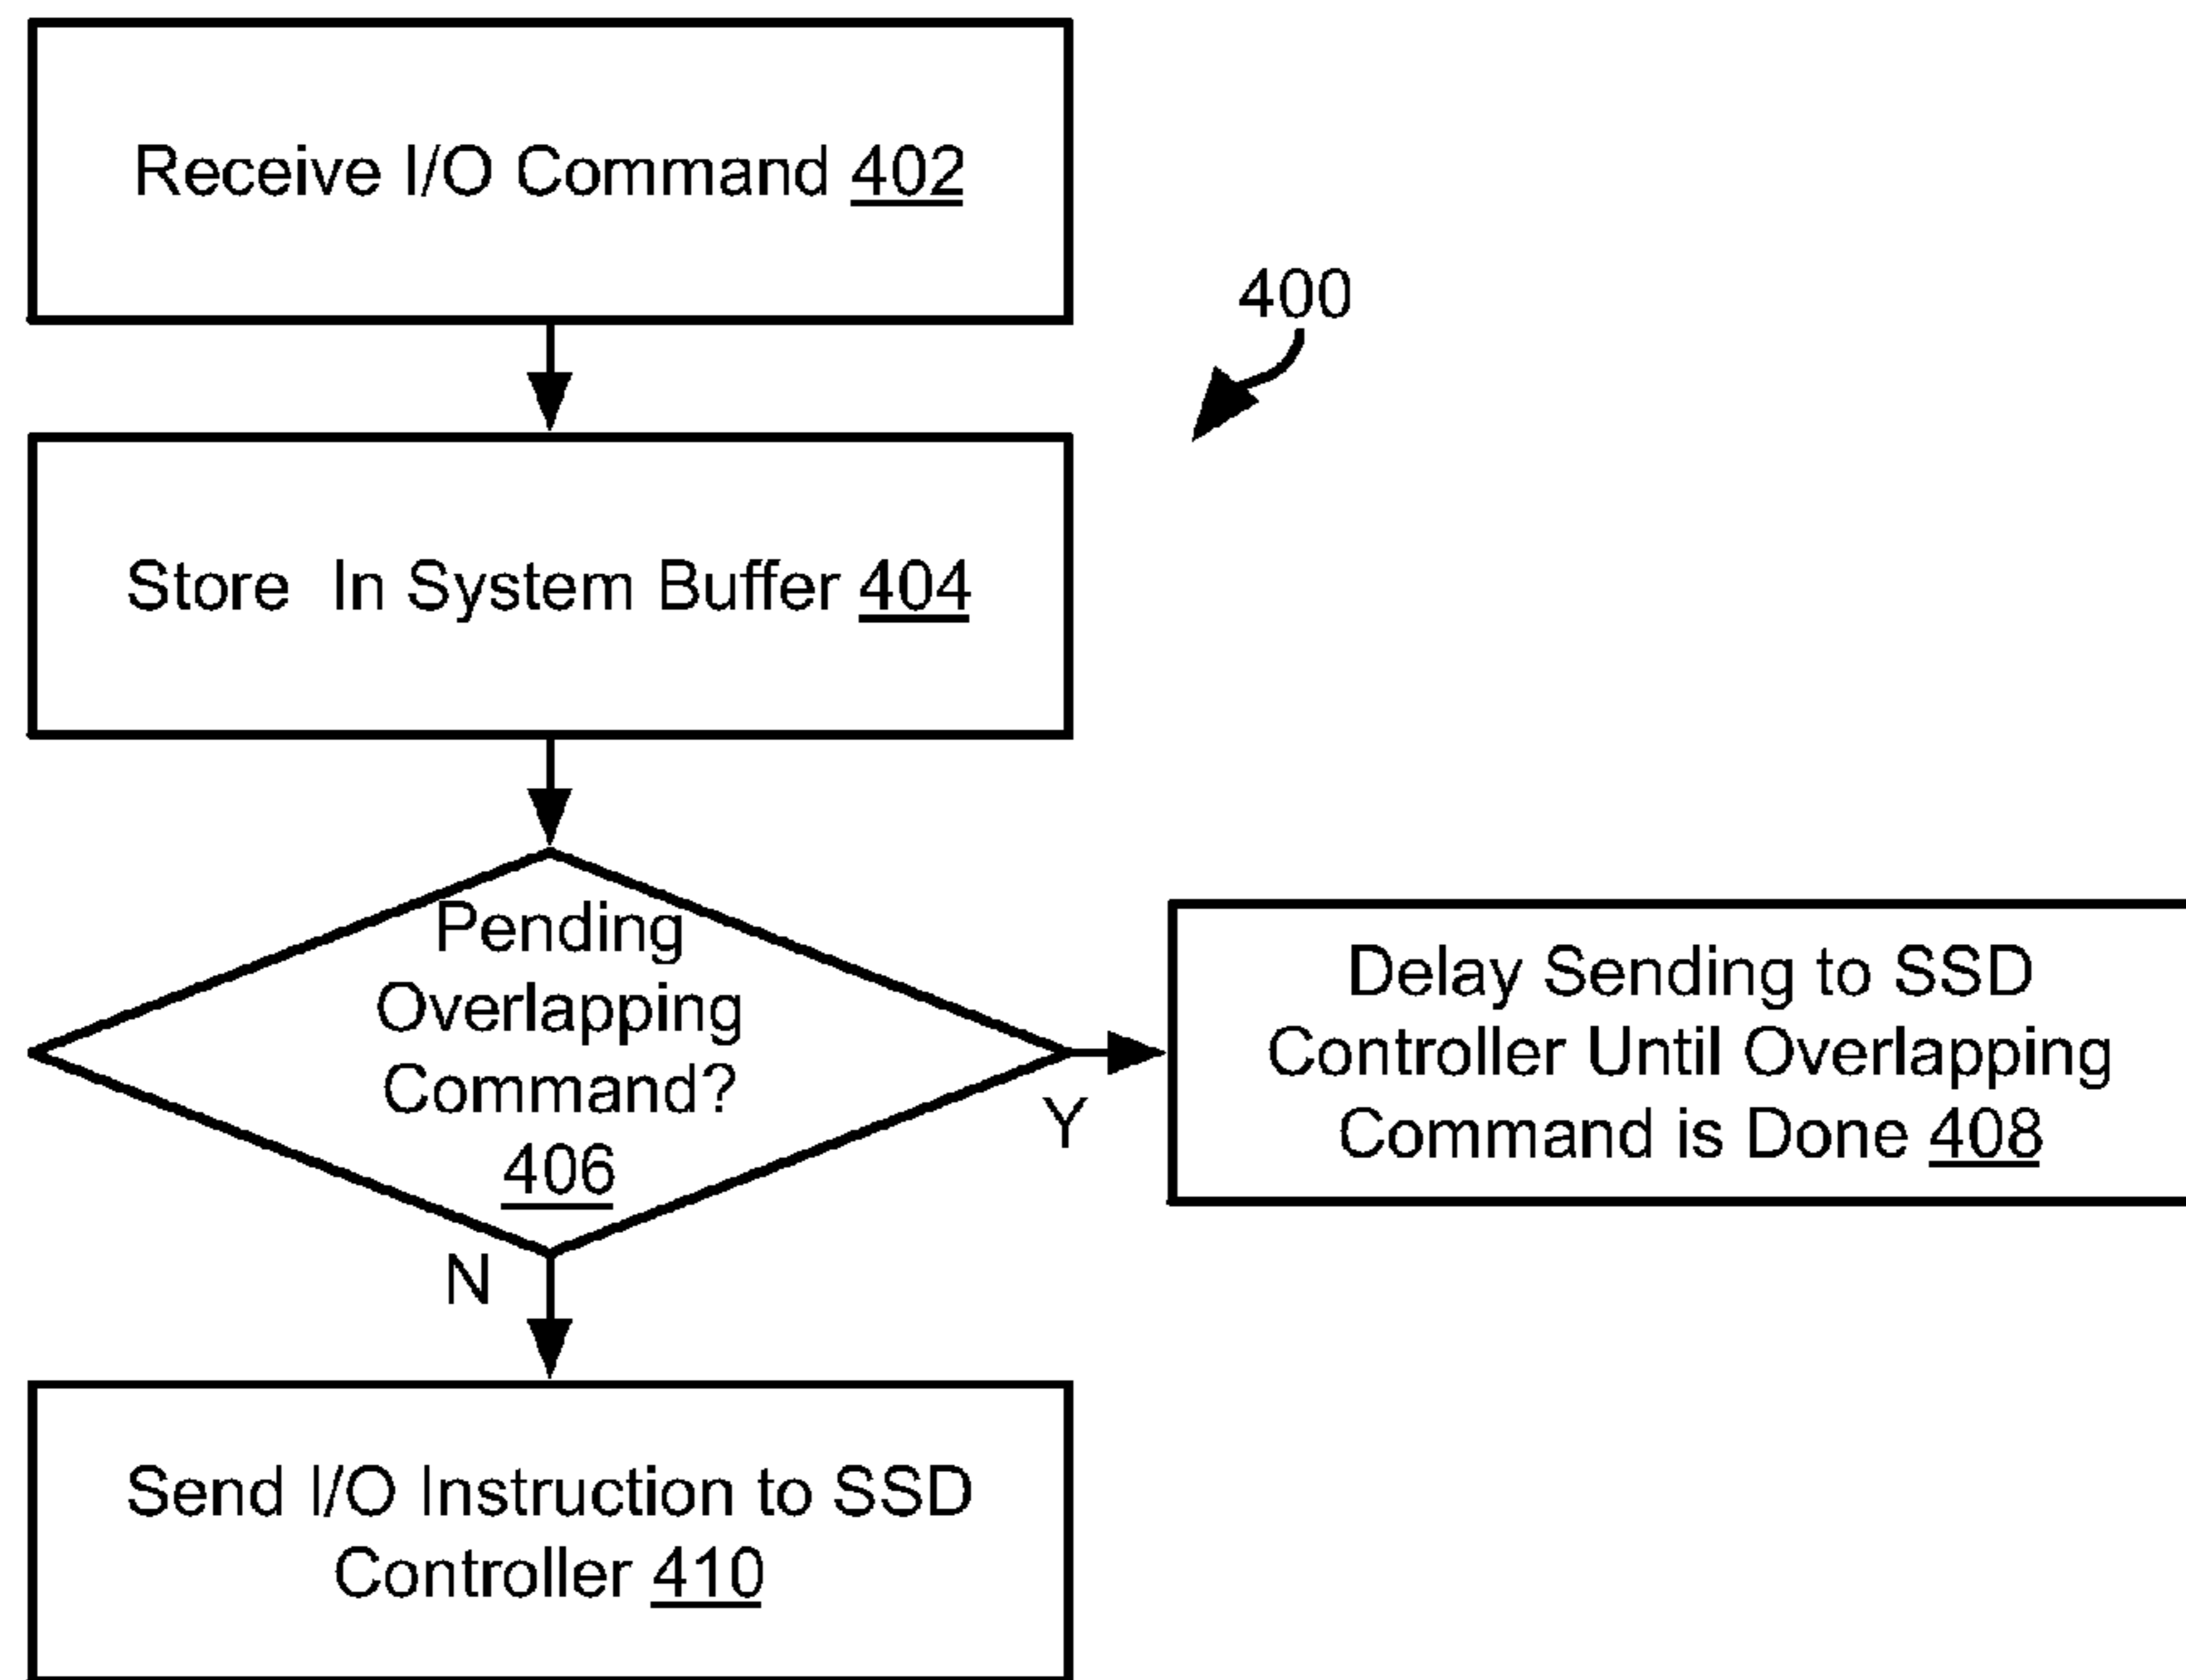 Receive I/O Command 402
400
Store In System Buffer 404
Pending
Overlapping
Command?
406
Y
N
Delay Sending to SSD
Controller Until Overlapping
Command is Done 408
Send I/O Instruction to SSD
Controller 410